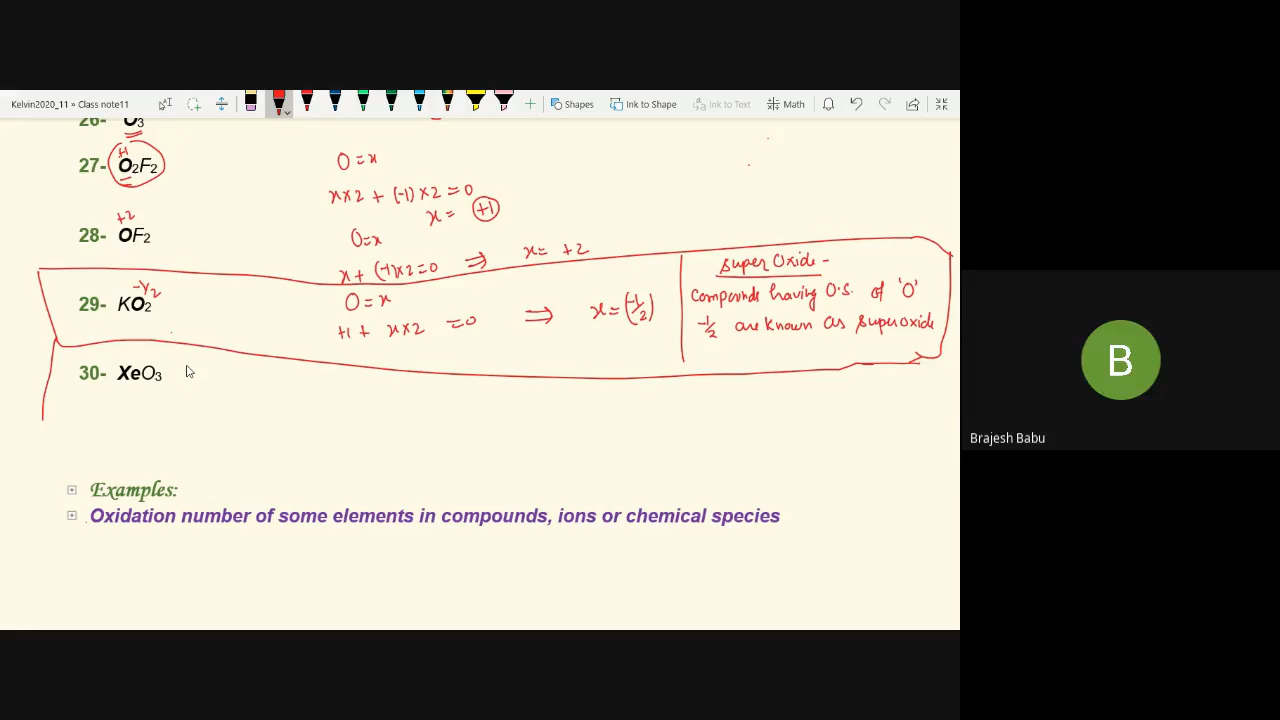 Kelvin2020_11 » Class note11
Shapes
Ink to Shape
Ink to Text
Math
26- O3
27- O2F2
+1
O = x
x×2 + (-1)×2 = 0
x = +1
28- OF2
+2
O=x
x + (-1)×2=0 ⇒ x = +2
29- KO2
-1/2
O = x
+1 + x×2 =0 ⇒ x = (-1/2)
Super Oxide -
Compounds having O.S. of 'O'
-1/2 are known as superoxide
30- XeO3
Examples:
Oxidation number of some elements in compounds, ions or chemical species
B
Brajesh Babu